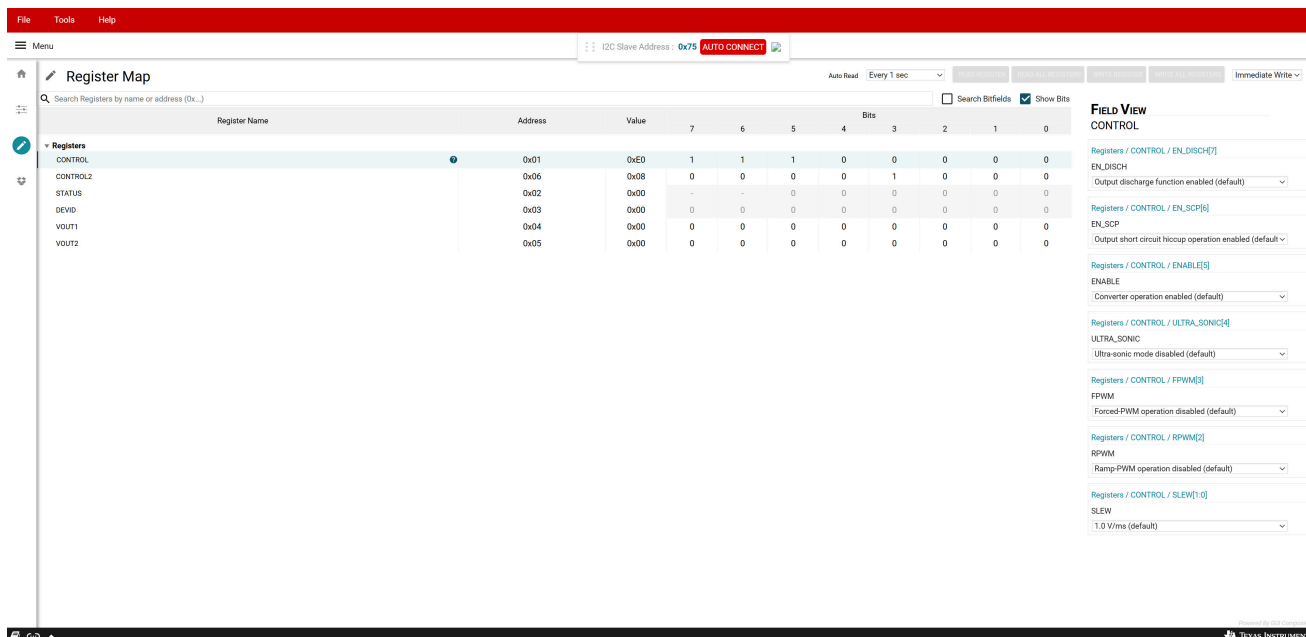 File Tools Help
Menu
I2C Slave Address : 0x75 AUTO CONNECT
Register Map
Auto Read Every 1 sec READ REGISTER READ ALL REGISTERS WRITE REGISTER WRITE ALL REGISTERS Immediate Write
Search Registers by name or address (0x...) Search Bitfields Show Bits
Register Name Address Value Bits
7 6 5 4 3 2 1 0
Registers
CONTROL 0x01 0xE0 1 1 1 0 0 0 0 0
CONTROL2 0x06 0x08 0 0 0 0 1 0 0 0
STATUS 0x02 0x00 - - 0 0 0 0 0 0
DEVID 0x03 0x00 0 0 0 0 0 0 0 0
VOUT1 0x04 0x00 0 0 0 0 0 0 0 0
VOUT2 0x05 0x00 0 0 0 0 0 0 0 0
FIELD VIEW
CONTROL
Registers / CONTROL / EN_DISCH[7]
EN_DISCH
Output discharge function enabled (default)
Registers / CONTROL / EN_SCP[6]
EN_SCP
Output short circuit hiccup operation enabled (default
Registers / CONTROL / ENABLE[5]
ENABLE
Converter operation enabled (default)
Registers / CONTROL / ULTRA_SONIC[4]
ULTRA_SONIC
Ultra-sonic mode disabled (default)
Registers / CONTROL / FPWM[3]
FPWM
Forced-PWM operation disabled (default)
Registers / CONTROL / RPWM[2]
RPWM
Ramp-PWM operation disabled (default)
Registers / CONTROL / SLEW[1:0]
SLEW
1.0 V/ms (default)
Powered By GUI Compose
TEXAS INSTRUMEN